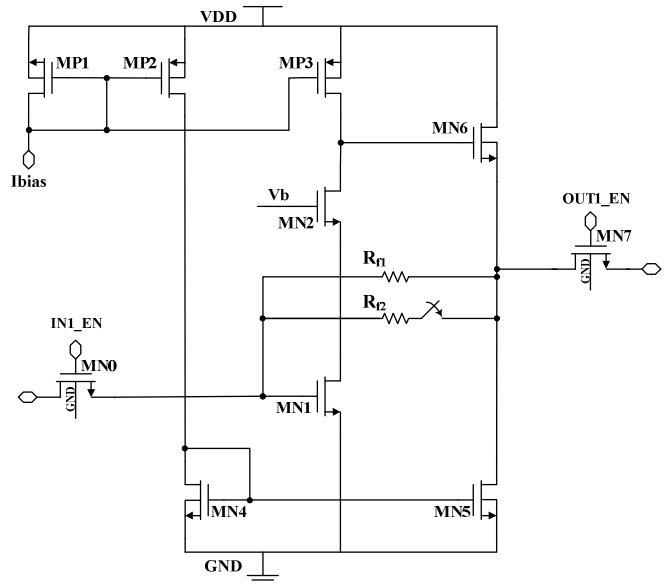 VDD
MP1
MP2
MP3
MN6
Ibias
Vb
MN2
OUT1_EN
MN7
GND
Rf1
Rf2
IN1_EN
MN0
GND
MN1
MN4
MN5
GND